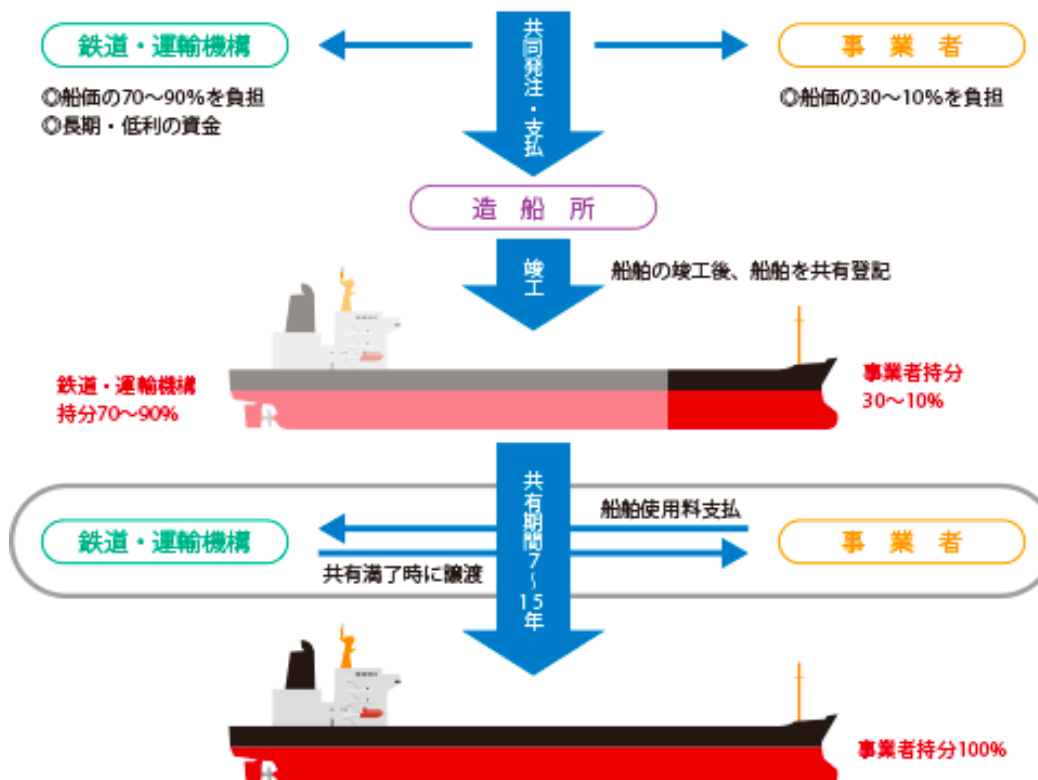 鉄道・運輸機構
共同発注・支払
事業者
◎船価の70～90%を負担
◎長期・低利の資金
◎船価の30～10%を負担
造船所
竣工
船舶の竣工後、船舶を共有登記
鉄道・運輸機構
持分70～90%
事業者持分
30～10%
共有期間7～15年
船舶使用料支払
鉄道・運輸機構
事業者
共有満了時に譲渡
事業者持分100%